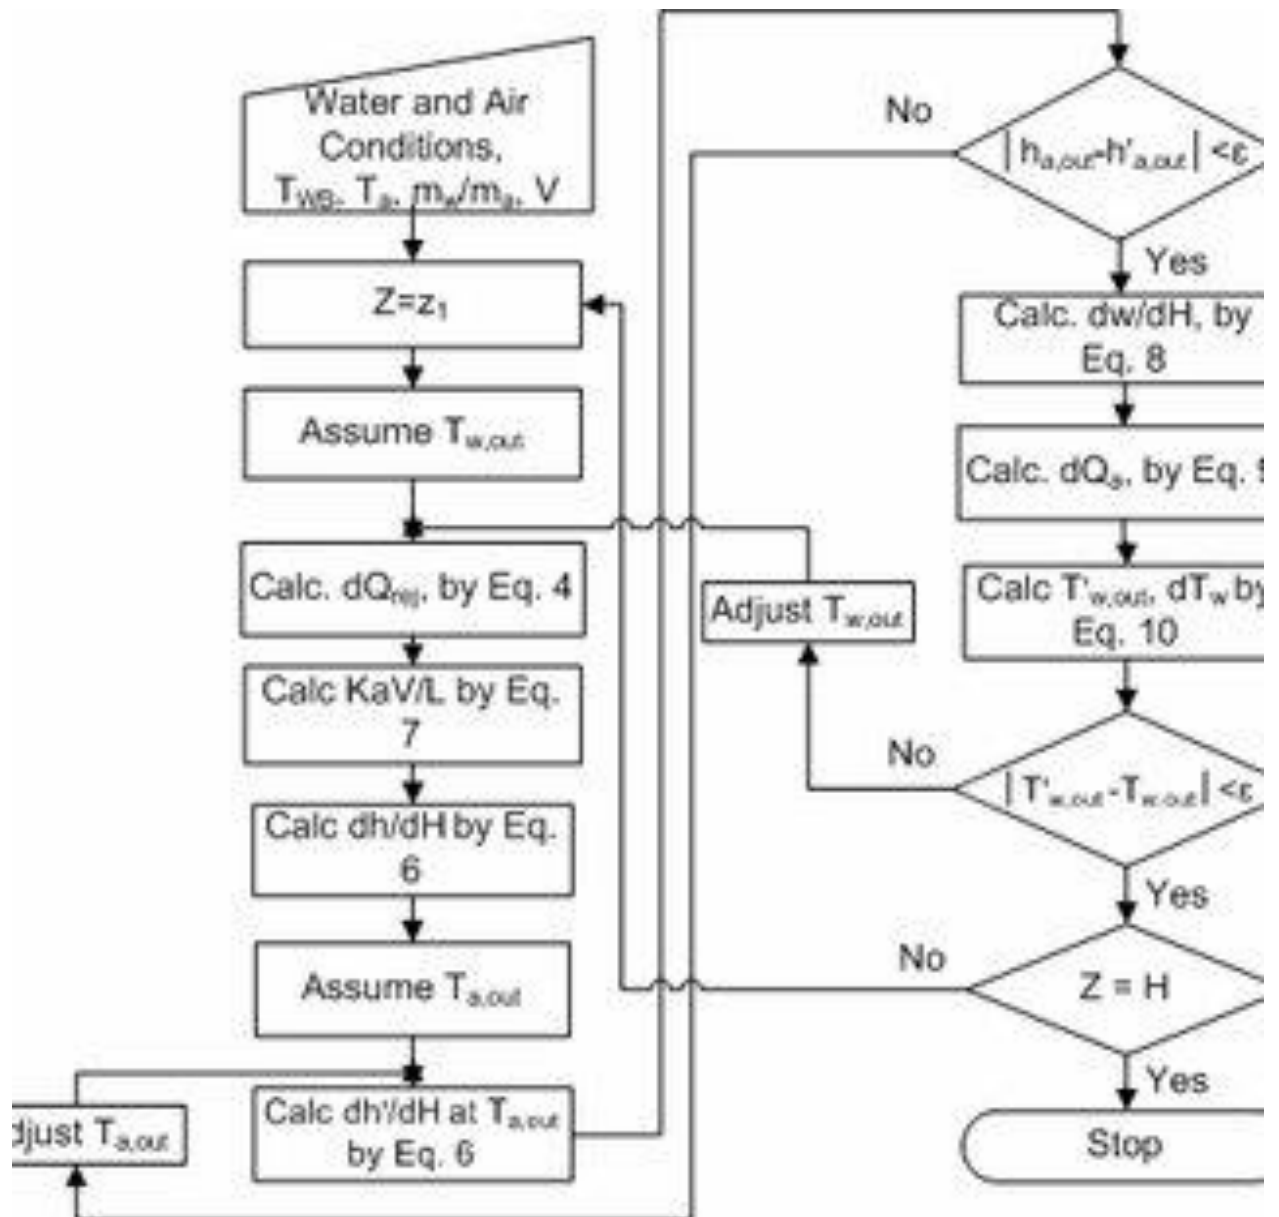 Water and Air
Conditions,
T_WB, T_a, m_w/m_a, V
Z=z₁
Assume T_w,out
Calc. dQ_rej, by Eq. 4
Calc KaV/L by Eq.
7
Calc dh/dH by Eq.
6
Assume T_a,out
Calc dh'/dH at T_a,out
by Eq. 6
djust T_a,out
No
|h_a,out-h'_a,out| <ε
Yes
Calc. dw/dH, by
Eq. 8
Calc. dQ_a, by Eq.
Calc T'_w,out, dT_w by
Eq. 10
Adjust T_w,out
No
|T'_w,out-T_w,out| <ε
Yes
No
Z = H
Yes
Stop